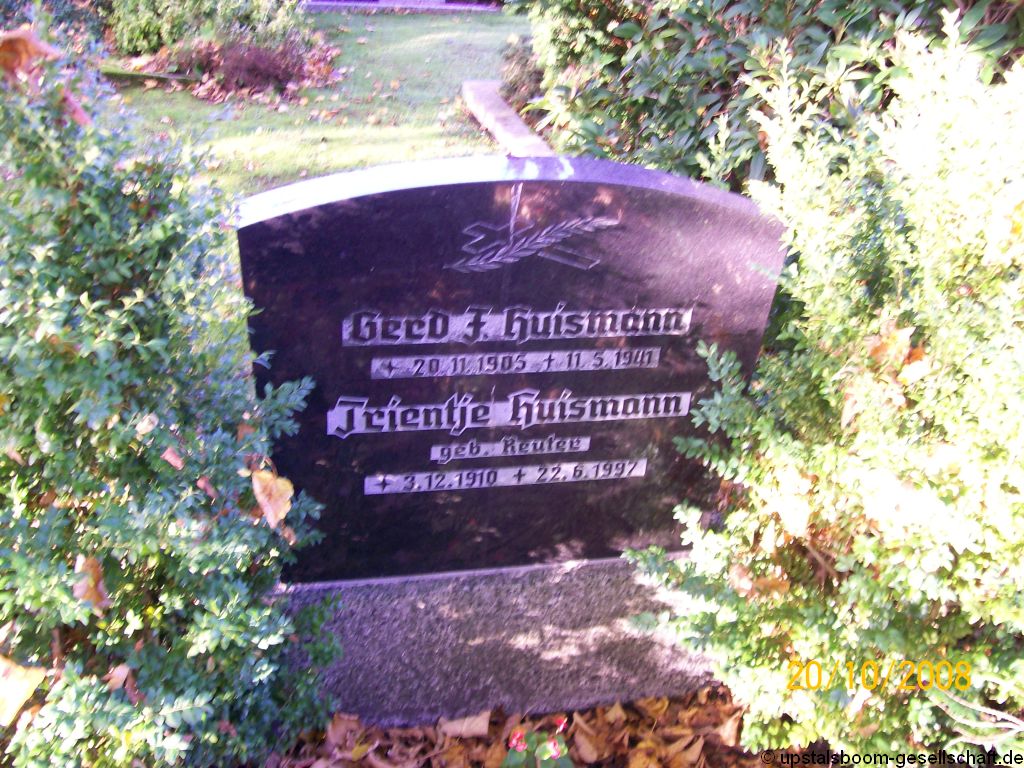 Gerd J. Huismann
✦ 20.11.1905 ✝ 11.5.1941
Trientje Huismann
geb. Reuter
✦ 3.12.1910 ✝ 22.6.1997
20/10/2008
© upstalsboom-gesellschaft.de